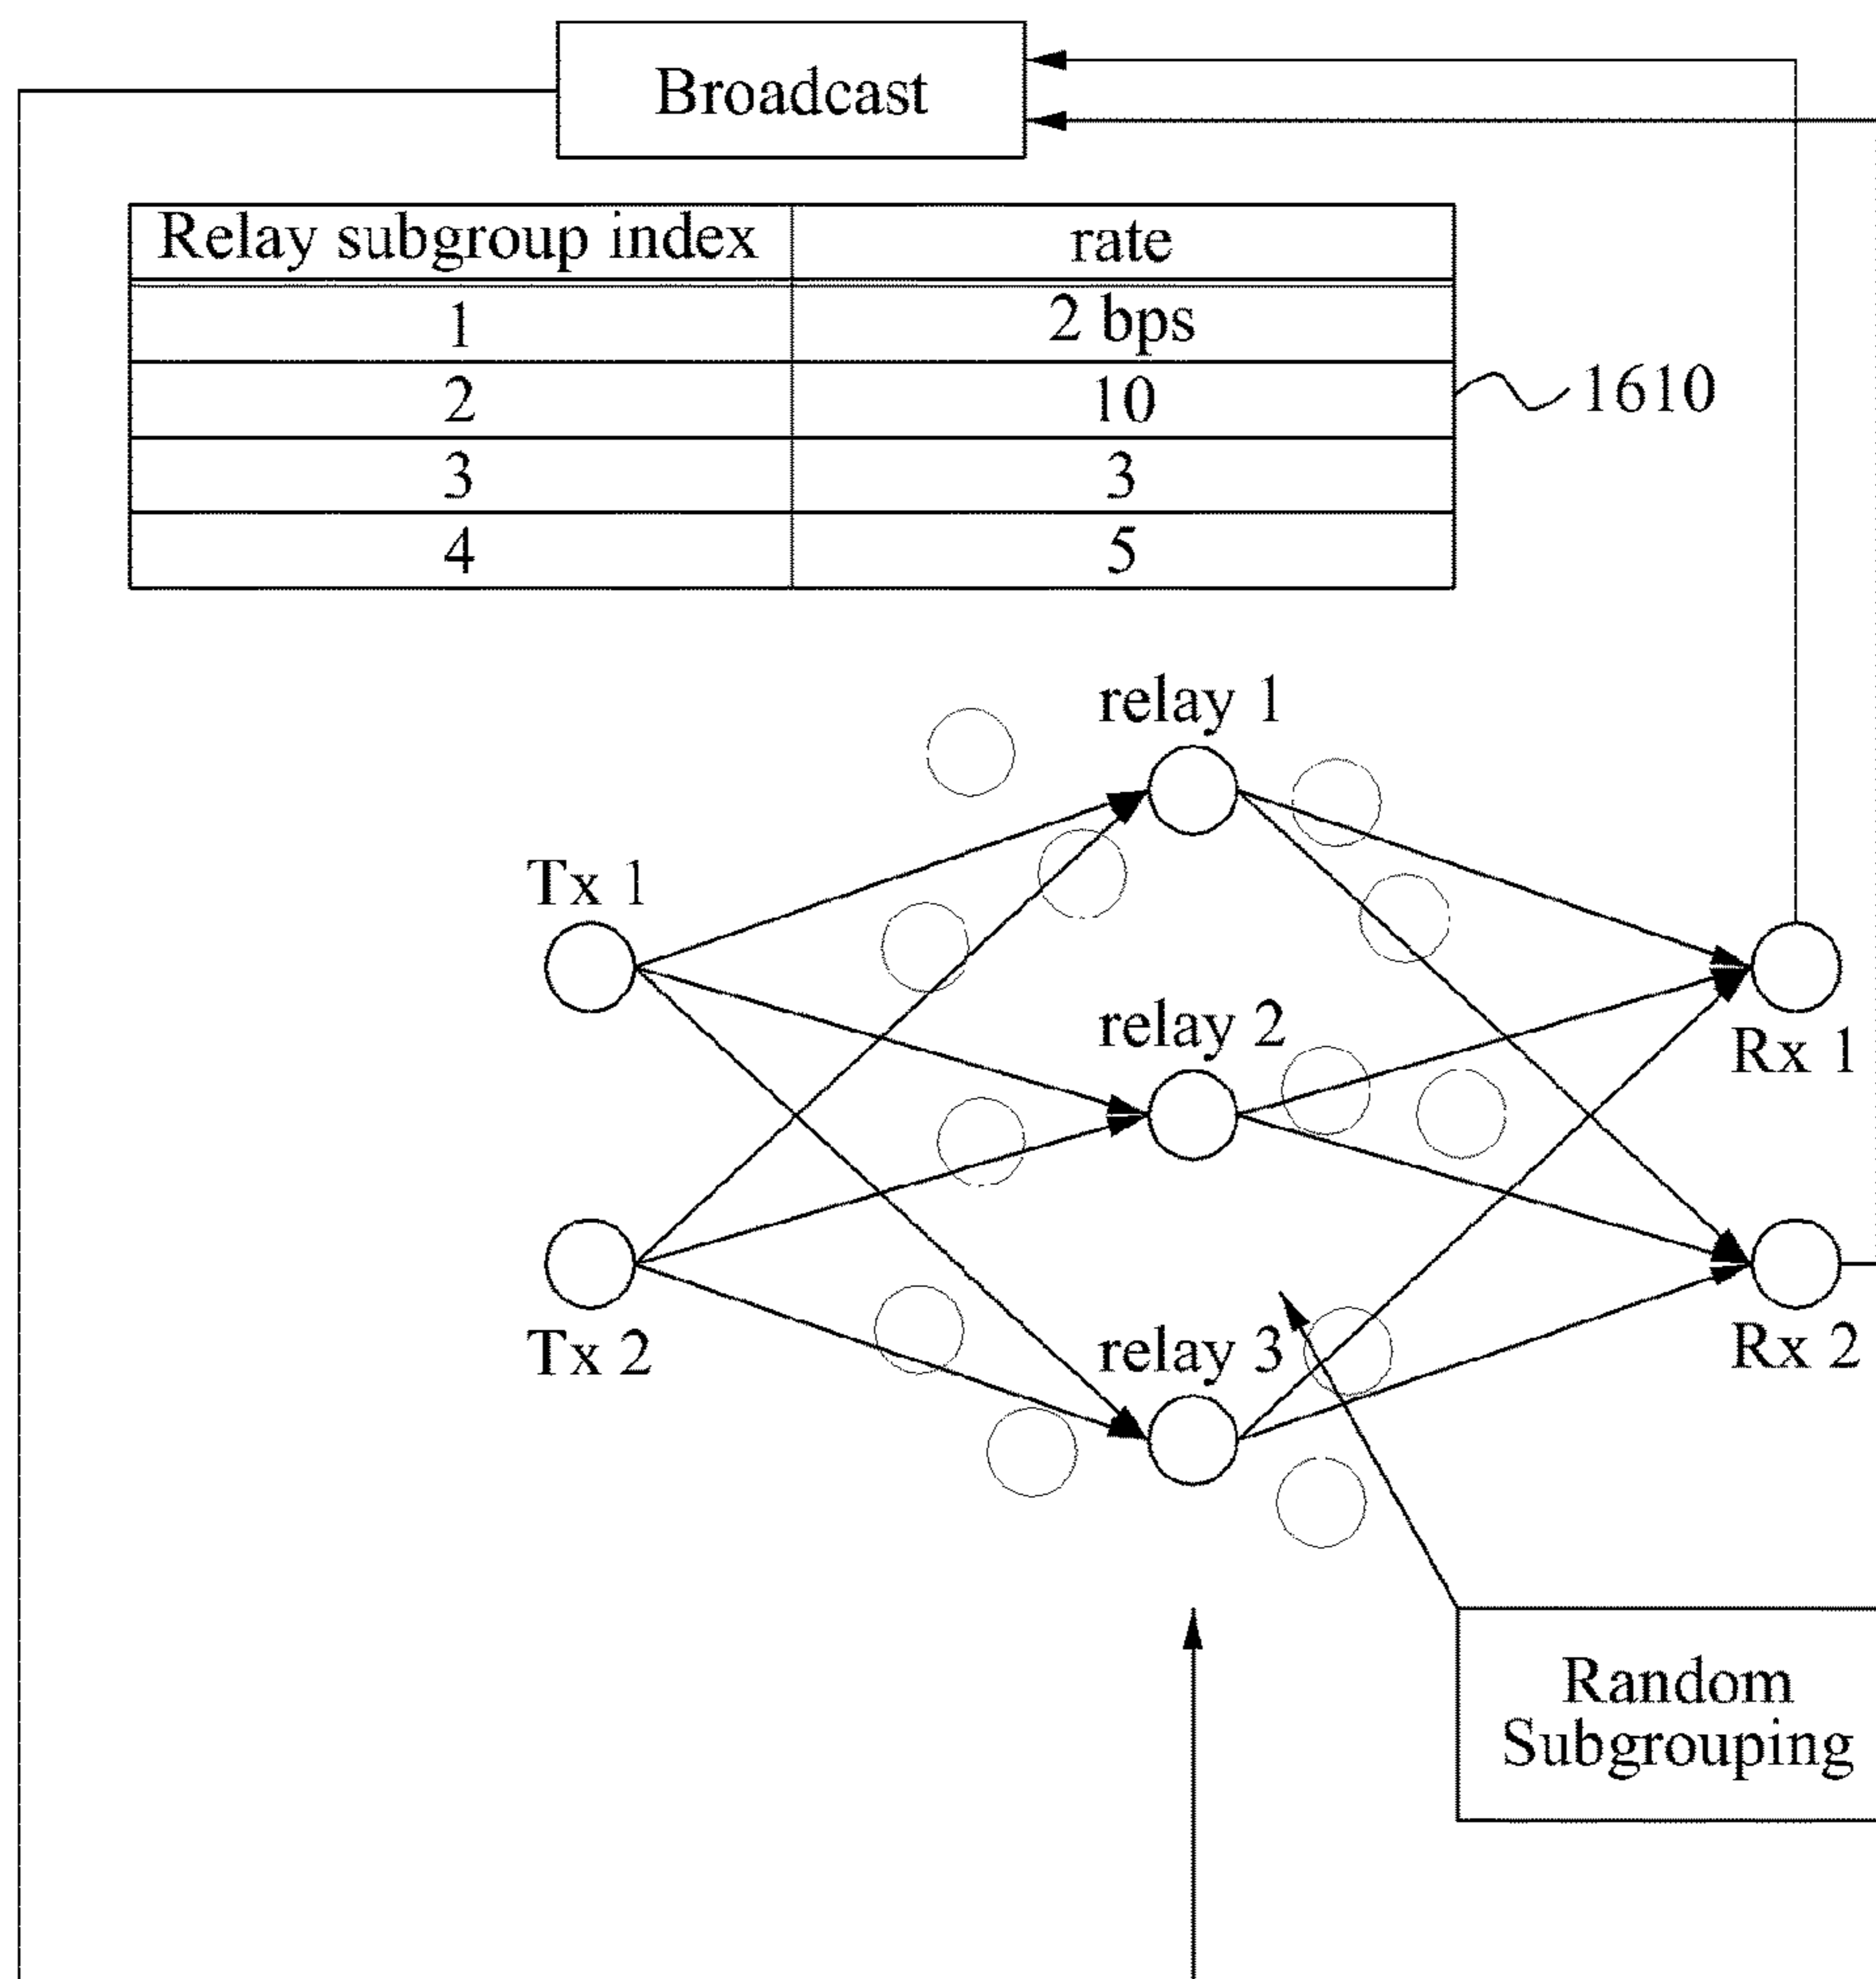 Broadcast
Relay subgroup index rate
1 2 bps
2 10
3 3
4 5
1610
relay 1
Tx 1
relay 2
Rx 1
Tx 2
relay 3
Rx 2
Random
Subgrouping